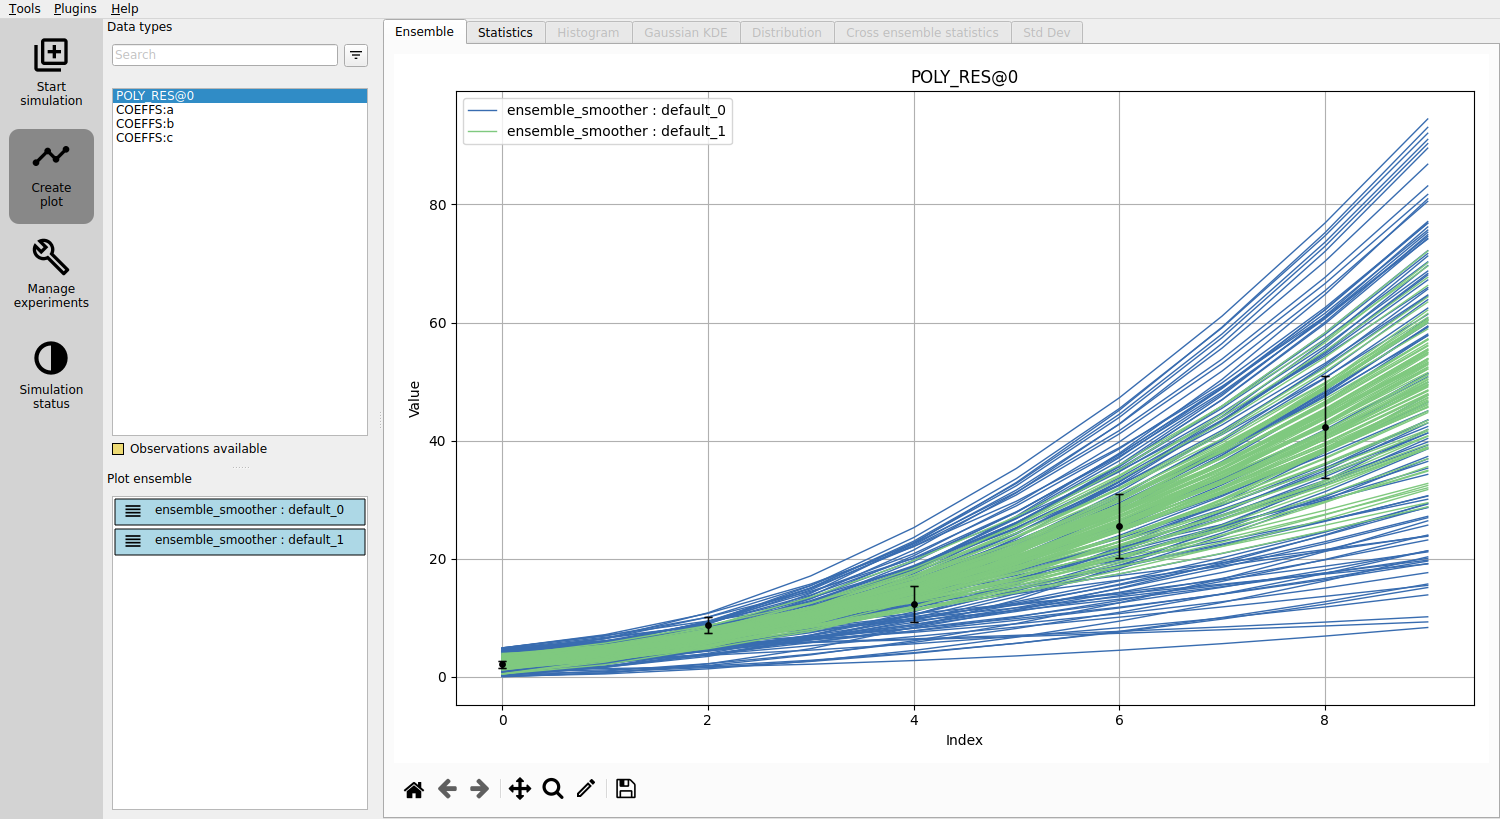 Tools Plugins Help
Start
simulation
Create
plot
Manage
experiments
Simulation
status
Data types
Search
POLY_RES@0
COEFFS:a
COEFFS:b
COEFFS:c
Observations available
Plot ensemble
ensemble_smoother : default_0
ensemble_smoother : default_1
Ensemble Statistics Histogram Gaussian KDE Distribution Cross ensemble statistics Std Dev
POLY_RES@0
ensemble_smoother : default_0
ensemble_smoother : default_1
Value
80
60
40
20
0
0 2 4 6 8
Index